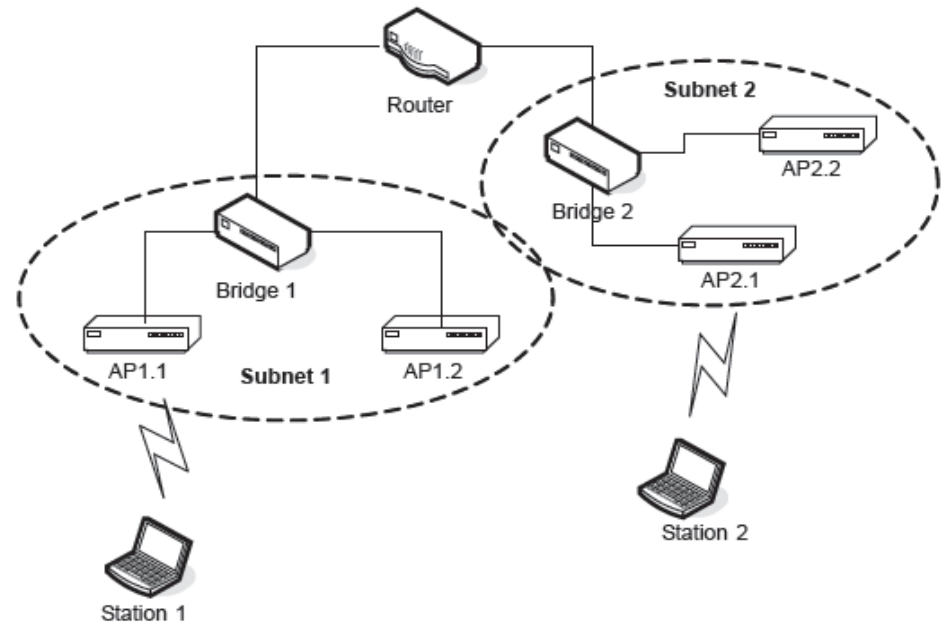 Router
Subnet 2
AP2.2
Bridge 2
AP2.1
Bridge 1
AP1.1
Subnet 1
AP1.2
Station 2
Station 1